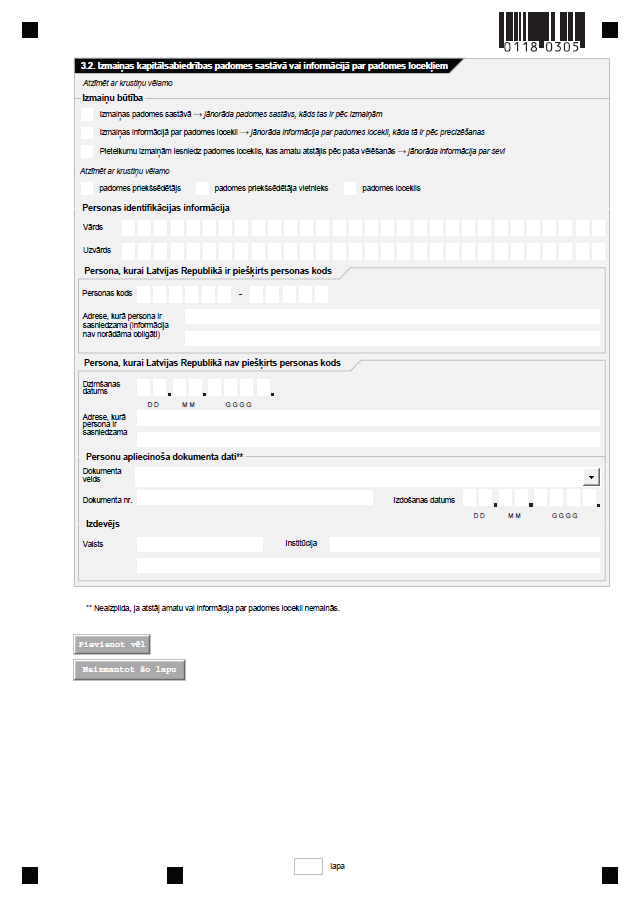 0118 0305
3.2. Izmaiņas kapitālsabiedrības padomes sastāvā vai informācijā par padomes locekļiem
Atzīmēt ar krustiņu vēlamo
Izmaiņu būtība
Izmaiņas padomes sastāvā → jānorāda padomes sastāvs, kāds tas ir pēc izmaiņām
Izmaiņas informācijā par padomes locekli → jānorāda informācija par padomes locekli, kāda tā ir pēc precizēšanas
Pieteikumu izmaiņām iesniedz padomes loceklis, kas amatu atstājis pēc paša vēlēšanās → jānorāda informācija par sevi
Atzīmēt ar krustiņu vēlamo
padomes priekšsēdētājs padomes priekšsēdētāja vietnieks padomes loceklis
Personas identifikācijas informācija
Vārds
Uzvārds
Persona, kurai Latvijas Republikā ir piešķirts personas kods
Personas kods -
Adrese, kurā persona ir
sasniedzama (informācija
nav norādāma obligāti)
Persona, kurai Latvijas Republikā nav piešķirts personas kods
Dzimšanas
datums
DD MM GGGG
Adrese, kurā
persona ir
sasniedzama
Personu apliecinoša dokumenta dati**
Dokumenta
veids
Dokumenta nr. Izdošanas datums
DD MM GGGG
Izdevējs
Valsts Institūcija
** Neaizpilda, ja atstāj amatu vai informācija par padomes locekli nemainās.
Pievienot vēl
Neizmantot šo lapu
lapa